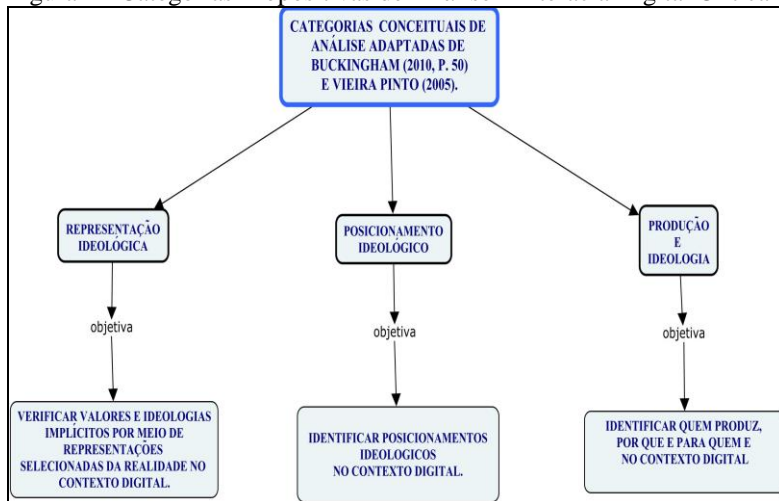 CATEGORIAS CONCEITUAIS DE
ANÁLISE ADAPTADAS DE
BUCKINGHAM (2010, P. 50)
E VIEIRA PINTO (2005).
REPRESENTAÇÃO
IDEOLÓGICA
POSICIONAMENTO
IDEOLÓGICO
PRODUÇÃO
E
IDEOLOGIA
objetiva
objetiva
objetiva
VERIFICAR VALORES E IDEOLOGIAS
IMPLÍCITOS POR MEIO DE
REPRESENTAÇÕES
SELECIONADAS DA REALIDADE NO
CONTEXTO DIGITAL.
IDENTIFICAR POSICIONAMENTOS
IDEOLOGICOS
NO CONTEXTO DIGITAL.
IDENTIFICAR QUEM PRODUZ,
POR QUE E PARA QUEM E
NO CONTEXTO DIGITAL